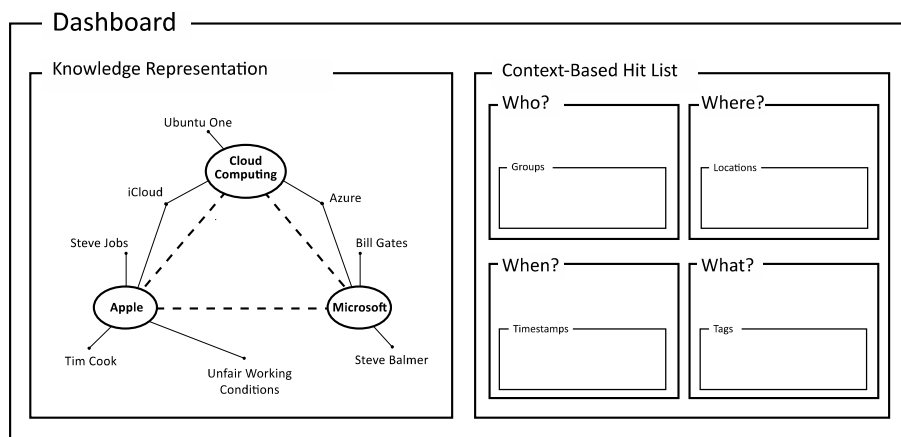 Dashboard
Knowledge Representation
Ubuntu One
Cloud
Computing
iCloud
Azure
Steve Jobs
Bill Gates
Apple
Microsoft
Tim Cook
Steve Balmer
Unfair Working
Conditions
Context-Based Hit List
Who?
Groups
Where?
Locations
When?
Timestamps
What?
Tags